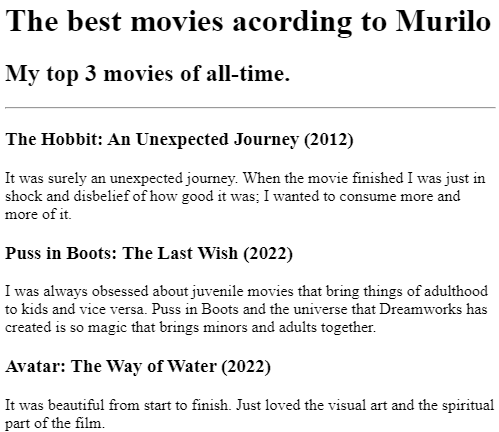 The best movies acording to Murilo
My top 3 movies of all-time.
The Hobbit: An Unexpected Journey (2012)
It was surely an unexpected journey. When the movie finished I was just in
shock and disbelief of how good it was; I wanted to consume more and
more of it.
Puss in Boots: The Last Wish (2022)
I was always obsessed about juvenile movies that bring things of adulthood
to kids and vice versa. Puss in Boots and the universe that Dreamworks has
created is so magic that brings minors and adults together.
Avatar: The Way of Water (2022)
It was beautiful from start to finish. Just loved the visual art and the spiritual
part of the film.